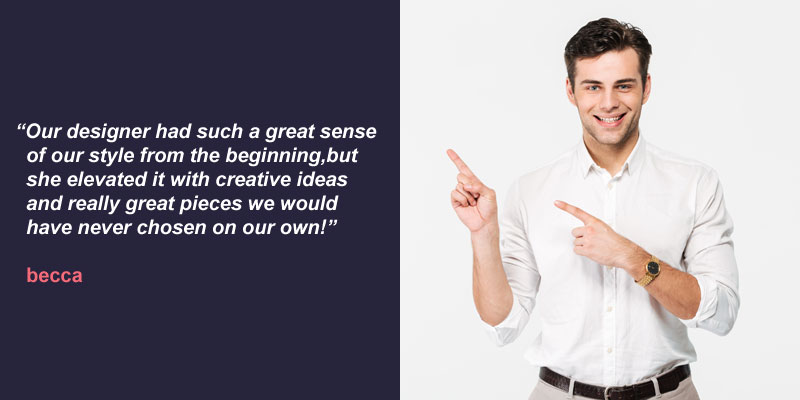 “Our designer had such a great sense
of our style from the beginning,but
she elevated it with creative ideas
and really great pieces we would
have never chosen on our own!”
becca